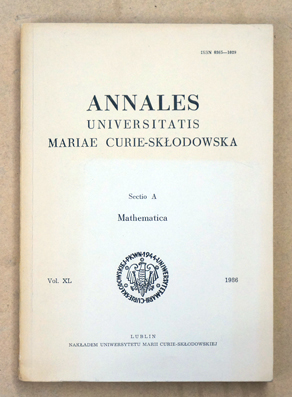 ANNALES
UNIVERSITATIS
MARIAE CURIE-SKŁODOWSKA
Sectio A
Mathematica
Vol. XL
1986
LUBLIN
NAKŁADEM UNIWERSYTETU MARII CURIE-SKŁODOWSKIEJ